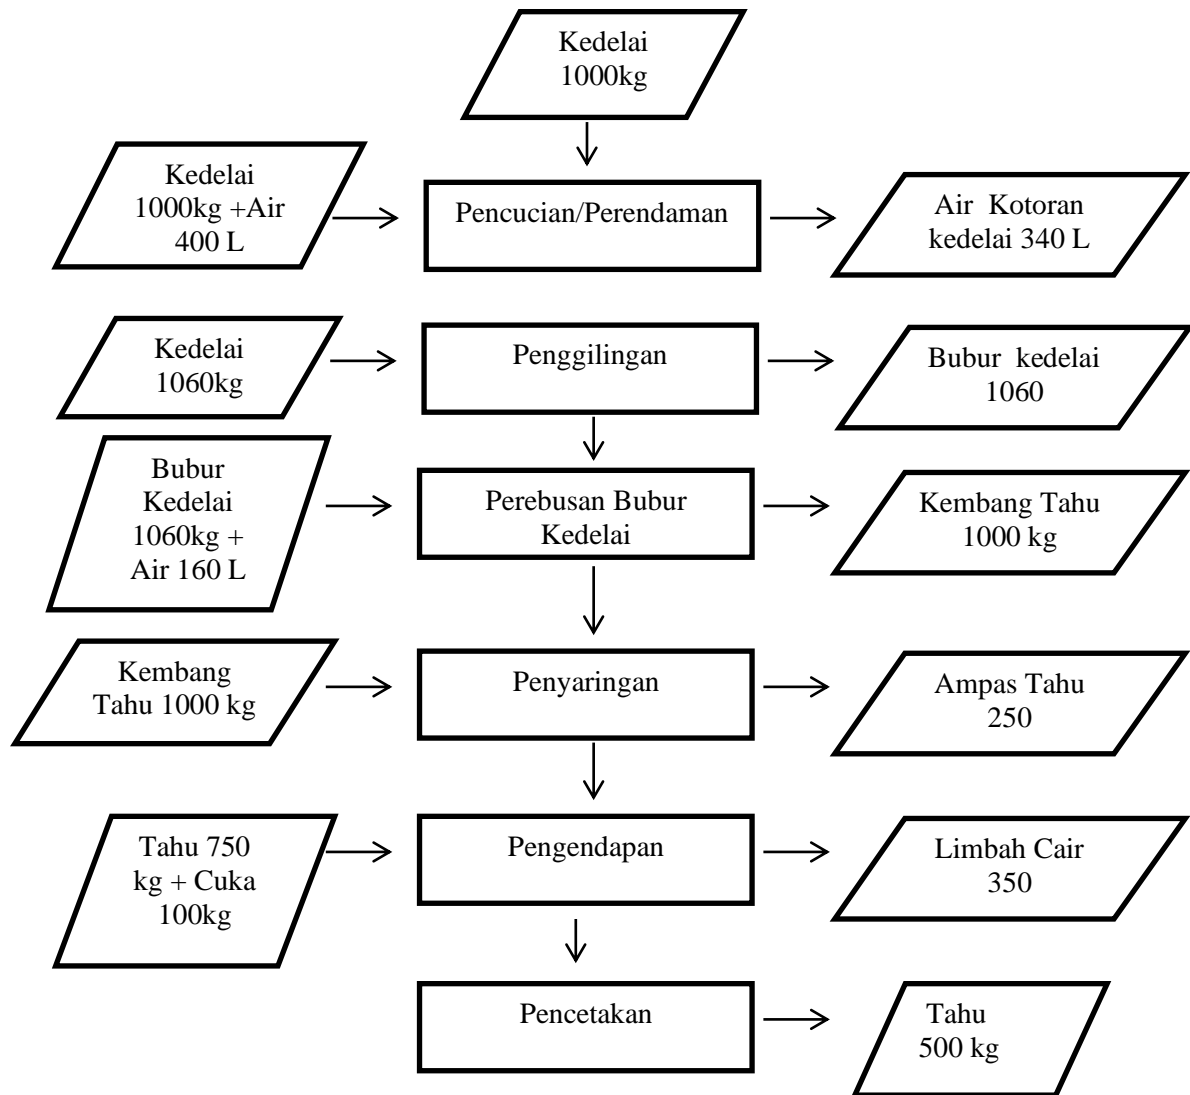 Kedelai
1000kg
Kedelai
1000kg +Air
400 L
Pencucian/Perendaman
Air Kotoran
kedelai 340 L
Kedelai
1060kg
Penggilingan
Bubur kedelai
1060
Bubur
Kedelai
1060kg +
Air 160 L
Perebusan Bubur
Kedelai
Kembang Tahu
1000 kg
Kembang
Tahu 1000 kg
Penyaringan
Ampas Tahu
250
Tahu 750
kg + Cuka
100kg
Pengendapan
Limbah Cair
350
Pencetakan
Tahu
500 kg